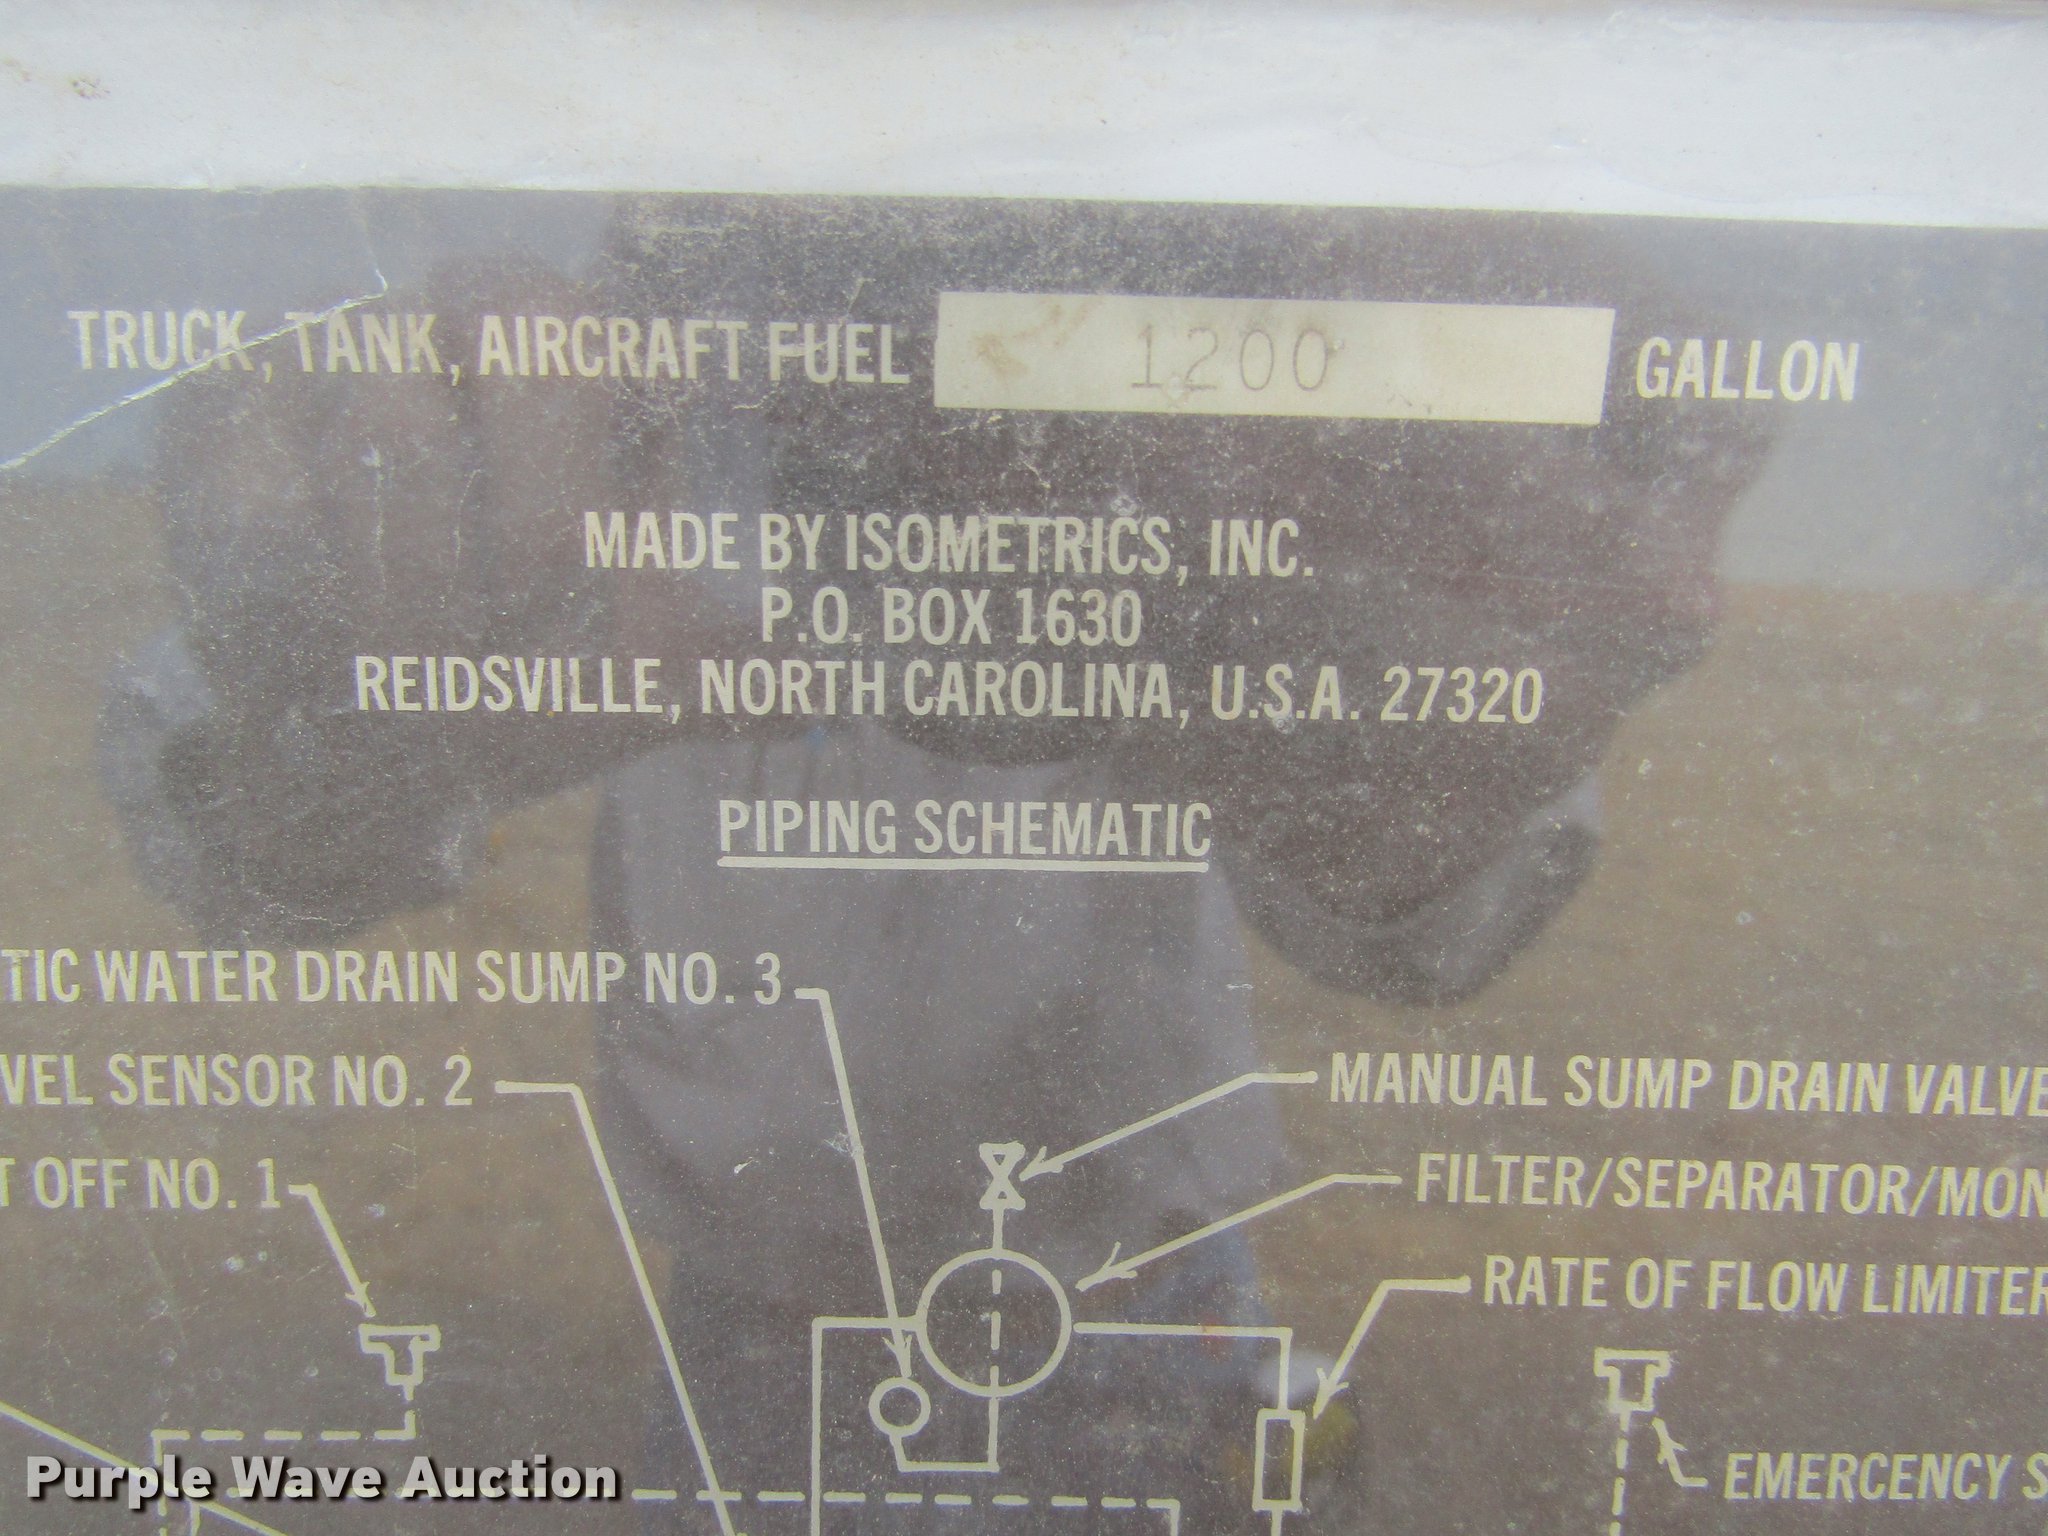 TRUCK, TANK, AIRCRAFT FUEL 1200 GALLON
MADE BY ISOMETRICS, INC.
P.O. BOX 1630
REIDSVILLE, NORTH CAROLINA, U.S.A. 27320
PIPING SCHEMATIC
TIC WATER DRAIN SUMP NO. 3
VEL SENSOR NO. 2
MANUAL SUMP DRAIN VALVE
T OFF NO. 1
FILTER/SEPARATOR/MON
RATE OF FLOW LIMITER
EMERGENCY S
Purple Wave Auction